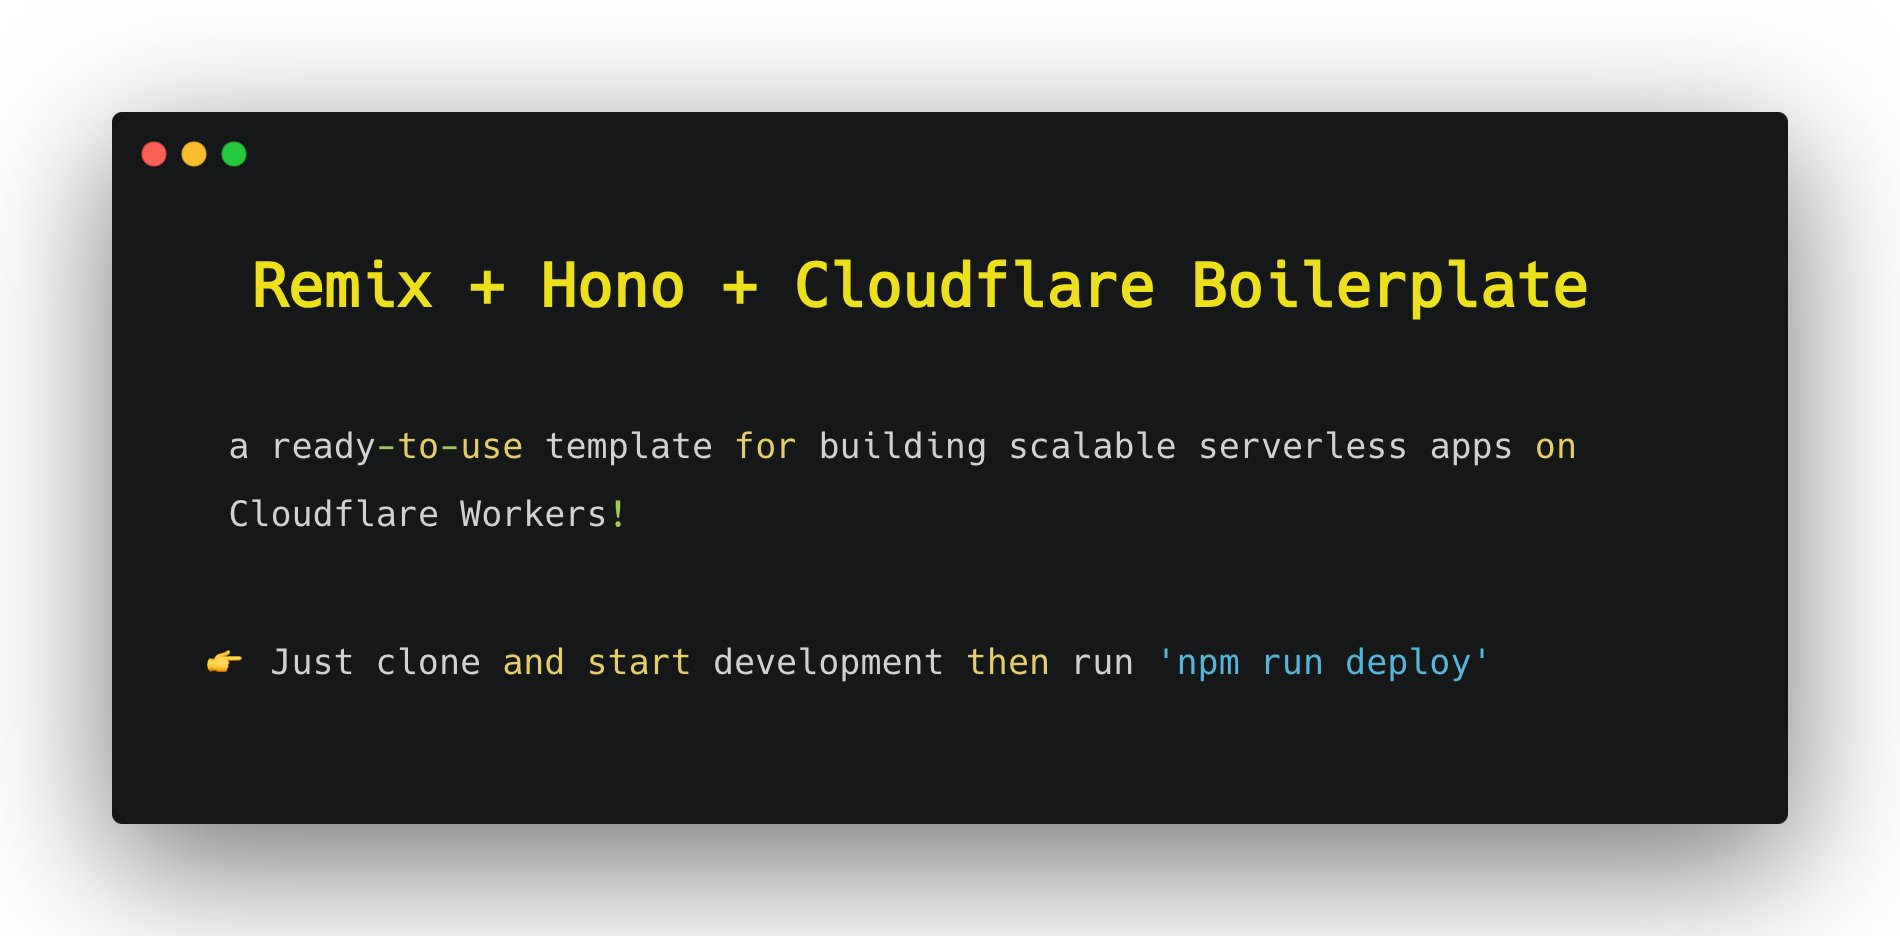 Remix + Hono + Cloudflare Boilerplate
a ready-to-use template for building scalable serverless apps on
Cloudflare Workers!
👉 Just clone and start development then run 'npm run deploy'